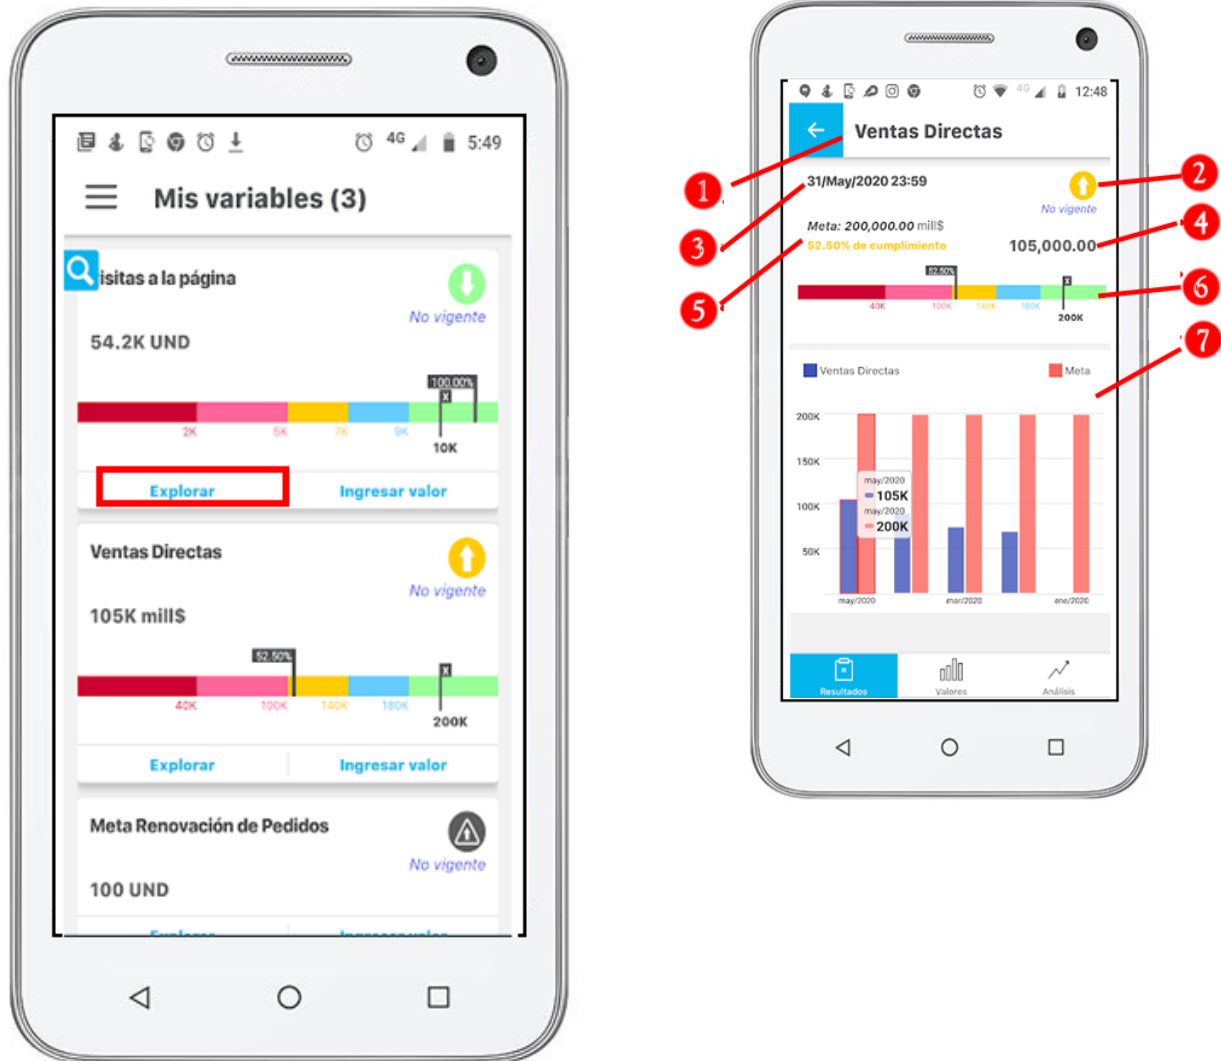 4G 5:49
Mis variables (3)
isitas a la página
No vigente
54.2K UND
100.00%
X
2K 5K 7K 9K
10K
Explorar Ingresar valor
Ventas Directas
No vigente
105K mill$
52.50%
X
40K 100K 140K 180K
200K
Explorar Ingresar valor
Meta Renovación de Pedidos
No vigente
100 UND
Explorar Ingresar valor
4G 12:48
Ventas Directas
1
31/May/2020 23:59
2
No vigente
3
Meta: 200,000.00 mill$
4
52.50% de cumplimiento 105,000.00
5
52.50%
X
6
40K 100K 140K 180K
200K
7
Ventas Directas Meta
200K
150K
100K
50K
may/2020
105K
may/2020
200K
may/2020 mar/2020 ene/2020
Resultados Valores Análisis